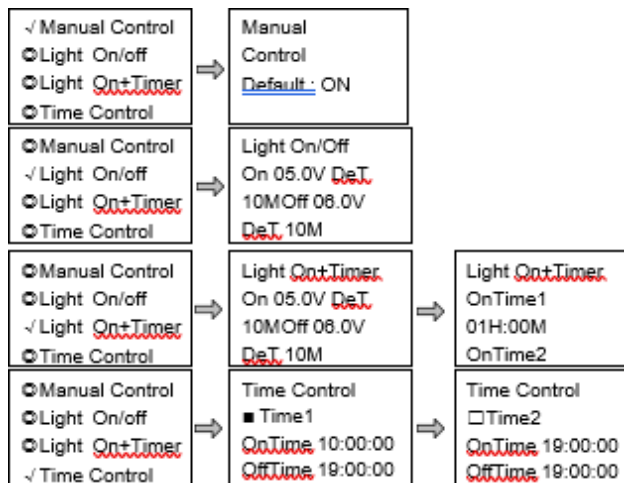 √ Manual Control
◎Light On/off
◎Light On+Timer
◎Time Control
Manual
Control
Default : ON
◎Manual Control
√ Light On/off
◎Light On+Timer
◎Time Control
Light On/Off
On 05.0V DeT
10MOff 06.0V
DeT 10M
◎Manual Control
◎Light On/off
√ Light On+Timer
◎Time Control
Light On+Timer
On 05.0V DeT
10MOff 06.0V
DeT 10M
Light On+Timer
OnTime1
01H:00M
OnTime2
◎Manual Control
◎Light On/off
◎Light On+Timer
√ Time Control
Time Control
■ Time1
OnTime 10:00:00
OffTime 19:00:00
Time Control
□Time2
OnTime 19:00:00
OffTime 19:00:00